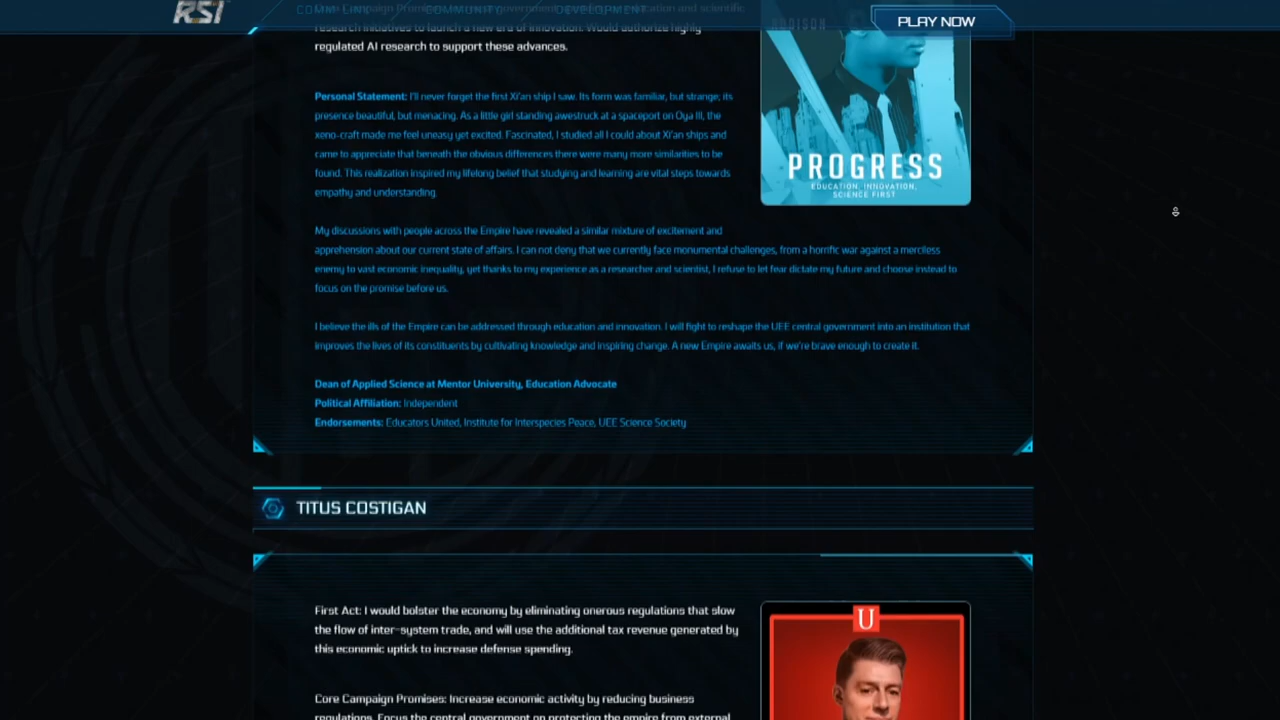 RSI
COMM-LINK COMMUNITY DEVELOPMENT
PLAY NOW
research initiatives to launch a new era of innovation. Would authorize highly
regulated AI research to support these advances.
Personal Statement: I'll never forget the first Xi'an ship I saw. Its form was familiar, but strange; its
presence beautiful, but menacing. As a little girl standing awestruck at a spaceport on Oya III, the
xeno-craft made me feel uneasy yet excited. Fascinated, I studied all I could about Xi'an ships and
came to appreciate that beneath the obvious differences there were many more similarities to be
found. This realization inspired my lifelong belief that studying and learning are vital steps towards
empathy and understanding.
PROGRESS
EDUCATION, INNOVATION,
SCIENCE FIRST
My discussions with people across the Empire have revealed a similar mixture of excitement and
apprehension about our current state of affairs. I can not deny that we currently face monumental challenges, from a horrific war against a merciless
enemy to vast economic inequality, yet thanks to my experience as a researcher and scientist, I refuse to let fear dictate my future and choose instead to
focus on the promise before us.
I believe the ills of the Empire can be addressed through education and innovation. I will fight to reshape the UEE central government into an institution that
improves the lives of its constituents by cultivating knowledge and inspiring change. A new Empire awaits us, if we're brave enough to create it.
Dean of Applied Science at Mentor University, Education Advocate
Political Affiliation: Independent
Endorsements: Educators United, Institute for Interspecies Peace, UEE Science Society
TITUS COSTIGAN
First Act: I would bolster the economy by eliminating onerous regulations that slow
the flow of inter-system trade, and will use the additional tax revenue generated by
this economic uptick to increase defense spending.
U
Core Campaign Promises: Increase economic activity by reducing business
regulations. Focus the central government on protecting the empire from external